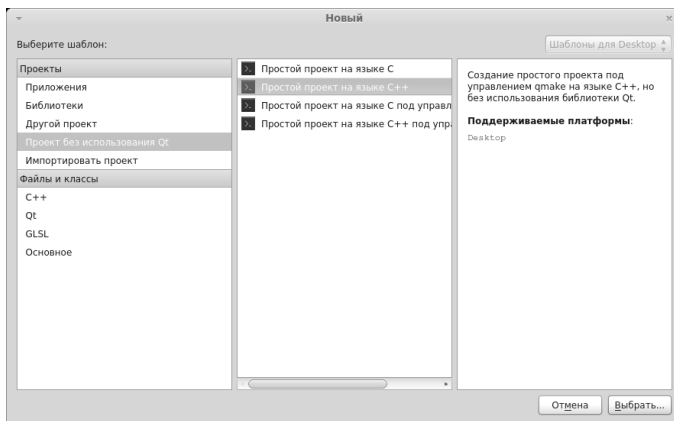 Новый
Выберите шаблон:
Шаблоны для Desktop
Проекты
Приложения
Библиотеки
Другой проект
Проект без использования Qt
Импортировать проект
Файлы и классы
C++
Qt
GLSL
Основное
Простой проект на языке C
Простой проект на языке C++
Простой проект на языке C под управл
Простой проект на языке C++ под упра
Создание простого проекта под
управлением qmake на языке C++, но
без использования библиотеки Qt.
Поддерживаемые платформы:
Desktop
Отмена
Выбрать...